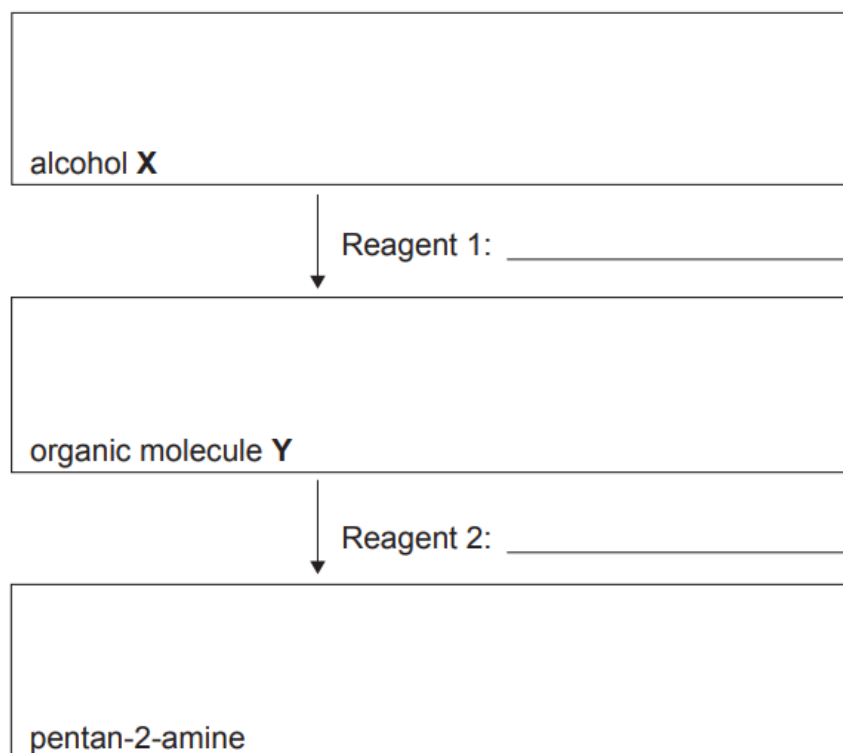 alcohol X
Reagent 1:
organic molecule Y
Reagent 2:
pentan-2-amine